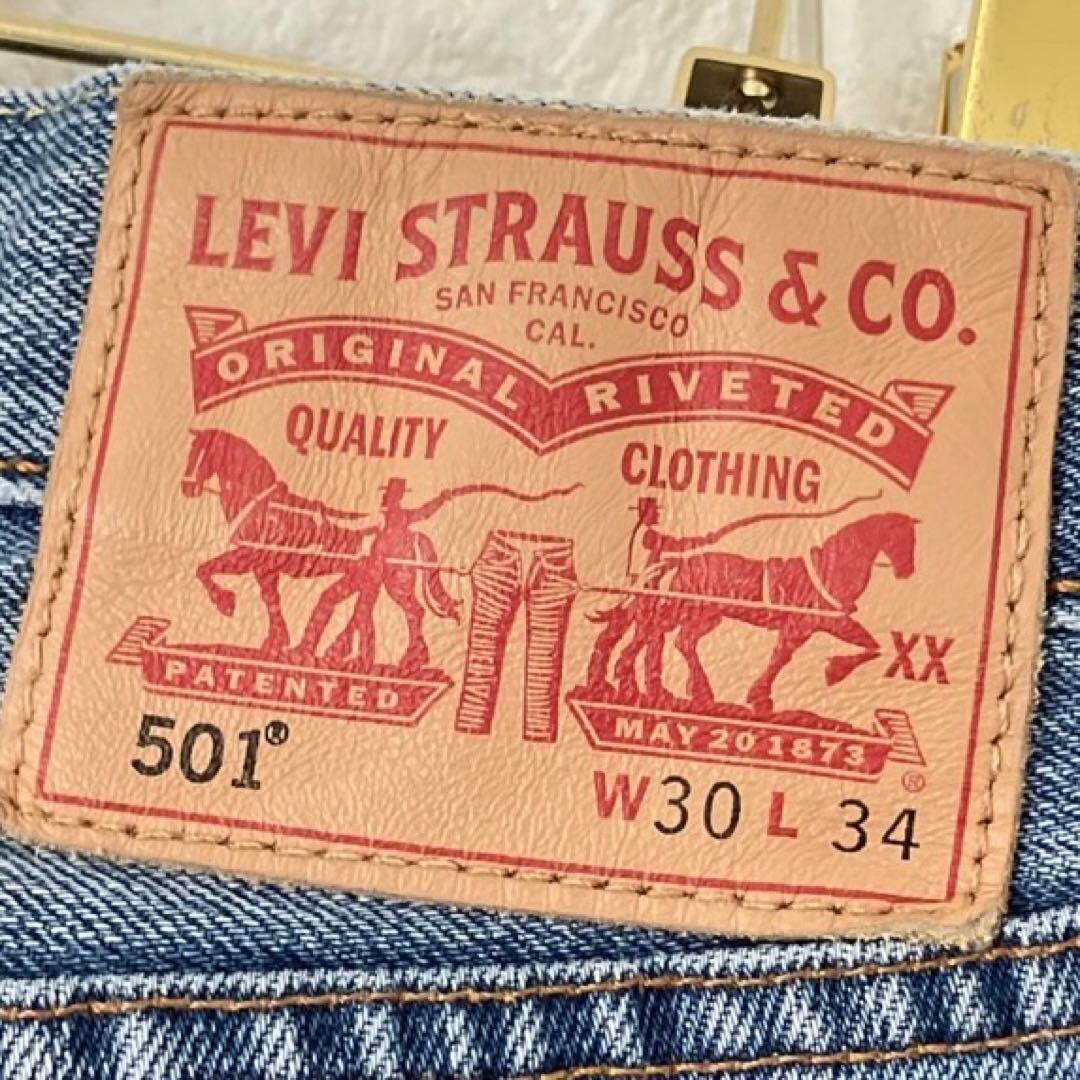 LEVI STRAUSS & CO.
SAN FRANCISCO
CAL.
ORIGINAL RIVETED
QUALITY CLOTHING
XX
PATENTED MAY 20 1873
®
501®
W30 L 34